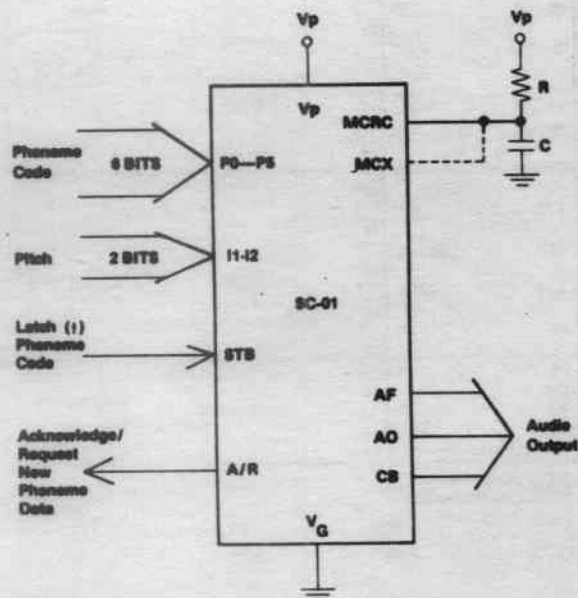 Vp
Vp
Vp
R
MCRC
C
MCX
Phoneme
Code
6 BITS
P0—P5
Pitch
2 BITS
I1-I2
SC-01
Latch (↑)
Phoneme
Code
STB
AF
AO
CB
Audio
Output
Acknowledge/
Request
New
Phoneme
Data
A/R
VG